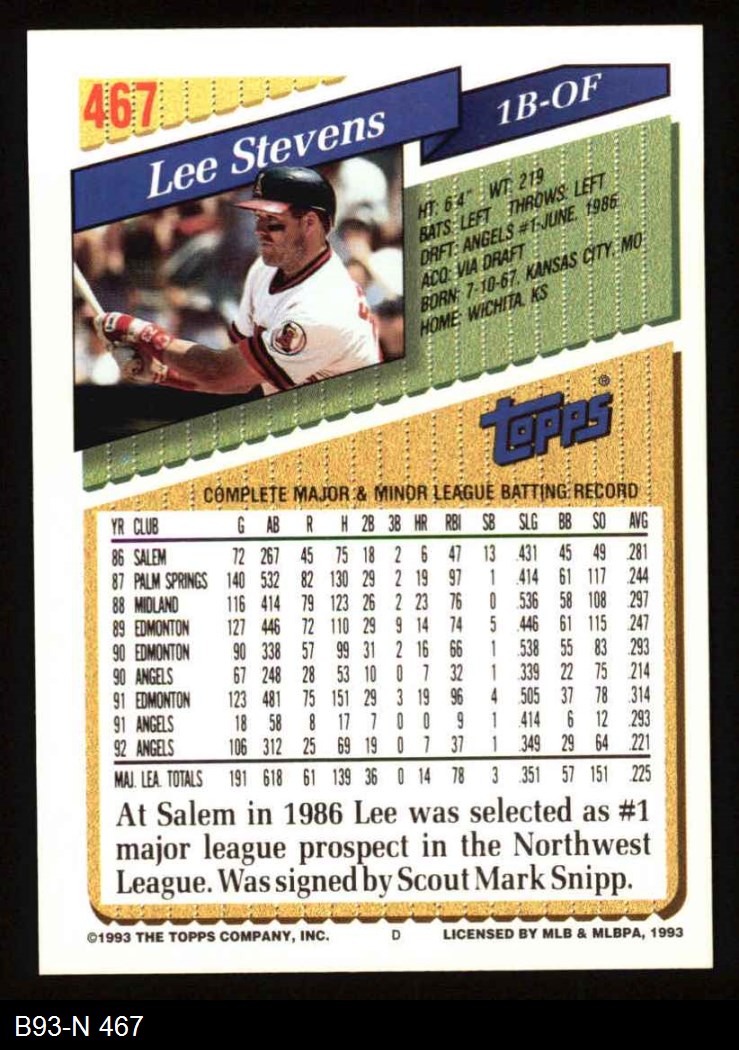 467
Lee Stevens
1B-OF
HT: 6'4" WT: 219
BATS: LEFT THROWS: LEFT
DRFT: ANGELS #1-JUNE, 1986
ACQ: VIA DRAFT
BORN: 7-10-67, KANSAS CITY, MO
HOME: WICHITA, KS
Topps®
COMPLETE MAJOR & MINOR LEAGUE BATTING RECORD
YR CLUB G AB R H 2B 3B HR RBI SB SLG BB SO AVG
86 SALEM 72 267 45 75 18 2 6 47 13 .431 45 49 .281
87 PALM SPRINGS 140 532 82 130 29 2 19 97 1 .414 61 117 .244
88 MIDLAND 116 414 79 123 26 2 23 76 0 .536 58 108 .297
89 EDMONTON 127 446 72 110 29 9 14 74 5 .446 61 115 .247
90 EDMONTON 90 338 57 99 31 2 16 66 1 .538 55 83 .293
90 ANGELS 67 248 28 53 10 0 7 32 1 .339 22 75 .214
91 EDMONTON 123 481 75 151 29 3 19 96 4 .505 37 78 .314
91 ANGELS 18 58 8 17 7 0 0 9 1 .414 6 12 .293
92 ANGELS 106 312 25 69 19 0 7 37 1 .349 29 64 .221
MAJ. LEA. TOTALS 191 618 61 139 36 0 14 78 3 .351 57 151 .225
At Salem in 1986 Lee was selected as #1
major league prospect in the Northwest
League. Was signed by Scout Mark Snipp.
©1993 THE TOPPS COMPANY, INC. D LICENSED BY MLB & MLBPA, 1993
B93-N 467